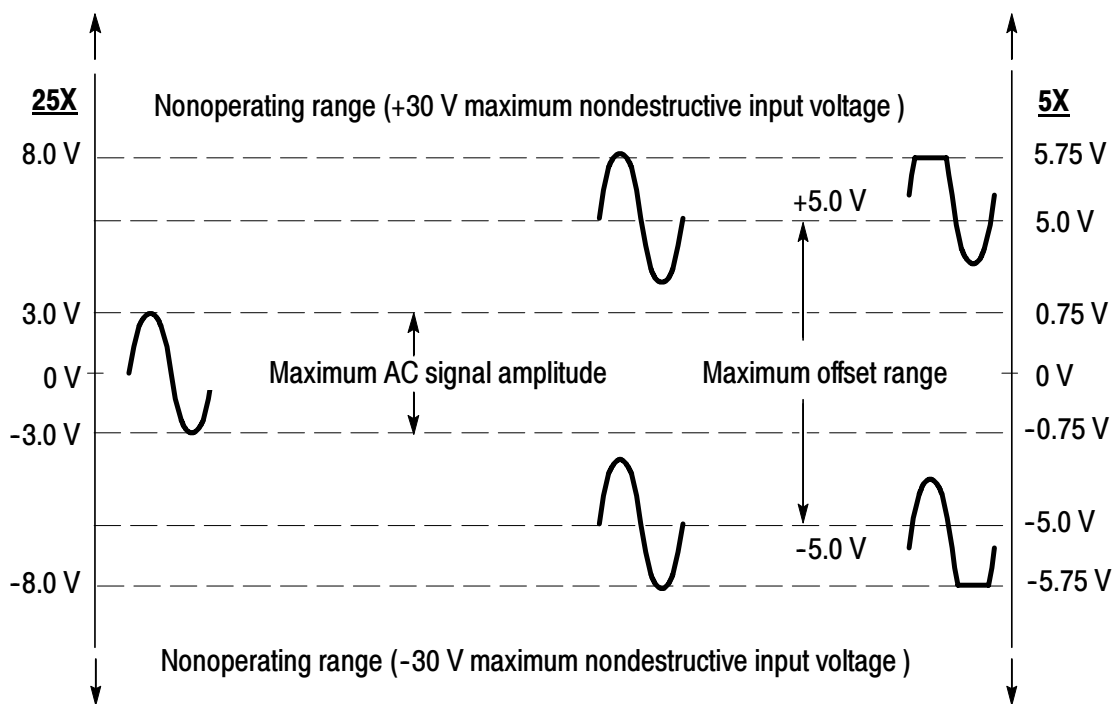 25X
Nonoperating range (+30 V maximum nondestructive input voltage )
5X
8.0 V
5.75 V
+5.0 V
5.0 V
3.0 V
0.75 V
0 V
Maximum AC signal amplitude
Maximum offset range
0 V
-3.0 V
-0.75 V
-5.0 V
-5.0 V
-8.0 V
-5.75 V
Nonoperating range (-30 V maximum nondestructive input voltage )